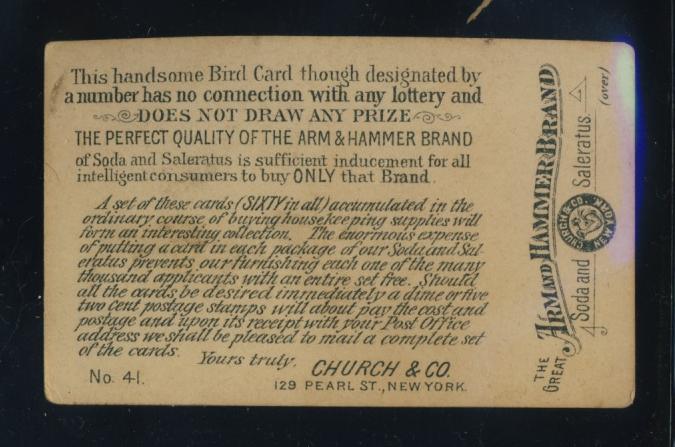 This handsome Bird Card though designated by
a number has no connection with any lottery and
DOES NOT DRAW ANY PRIZE
THE PERFECT QUALITY OF THE ARM & HAMMER BRAND
of Soda and Saleratus is sufficient inducement for all
intelligent consumers to buy ONLY that Brand.
A set of these cards (SIXTY in all) accumulated in the
ordinary course of buying housekeeping supplies will
form an interesting collection. The enormous expense
of putting a card in each package of our Soda and Sal-
eratus prevents our furnishing each one of the many
thousand applicants with an entire set free. Should
all the cards be desired immediately a dime or five
two cent postage stamps will about pay the cost and
postage and upon its receipt with your Post Office
address we shall be pleased to mail a complete set
of the cards.
Yours truly.
CHURCH & CO.
No. 41.
129 PEARL ST., NEW YORK.
THE GREAT
ARM AND HAMMER BRAND
Soda and Saleratus.
CHURCH & CO.
NEW YORK
(over)